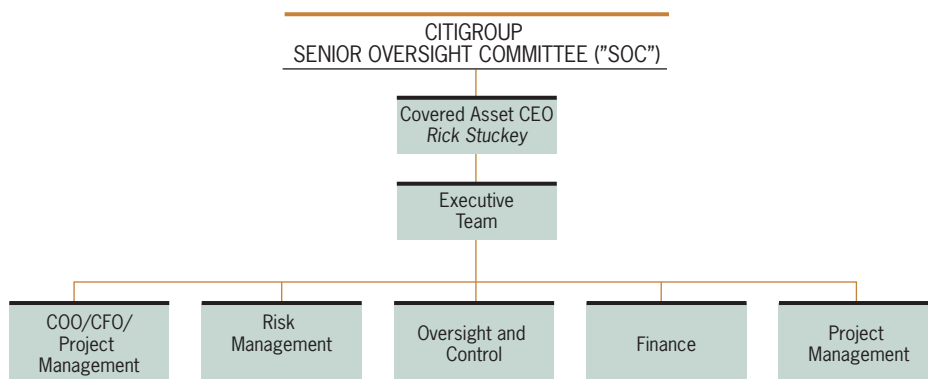 CITIGROUP
SENIOR OVERSIGHT COMMITTEE (”SOC”)
Covered Asset CEO
Rick Stuckey
Executive
Team
COO/CFO/
Project
Management
Risk
Management
Oversight and
Control
Finance
Project
Management